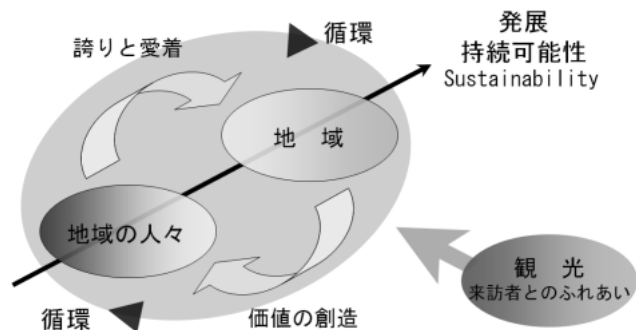 誇りと愛着
循環
発展
持続可能性
Sustainability
地　域
地域の人々
観　光
来訪者とのふれあい
循環
価値の創造